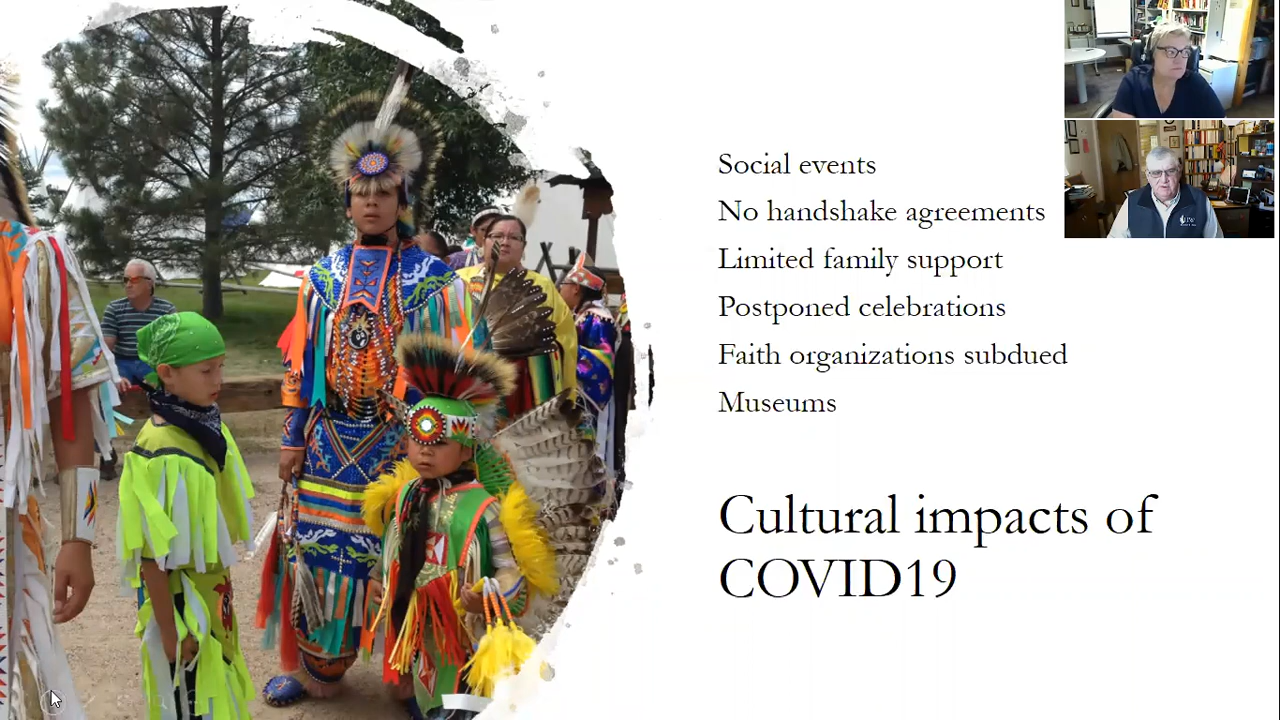 Social events
No handshake agreements
Limited family support
Postponed celebrations
Faith organizations subdued
Museums
Cultural impacts of
COVID19